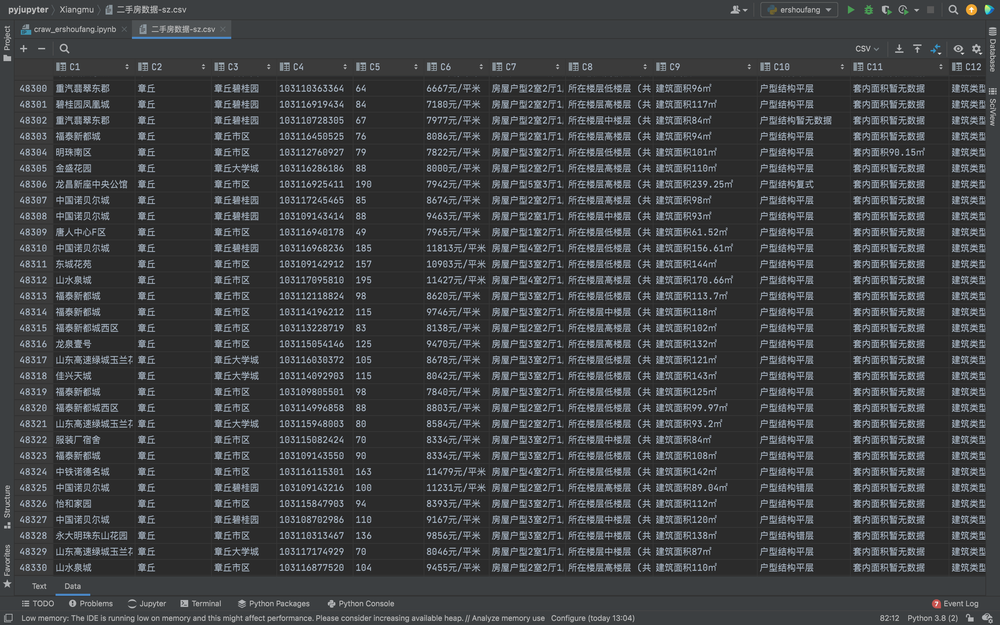 pyjupyter Xiangmu 二手房数据-sz.csv ershoufang
craw_ershoufang.ipynb 二手房数据-sz.csv
CSV
Project
Structure
Favorites
Database
SciView
C1 C2 C3 C4 C5 C6 C7 C8 C9 C10 C11 C12
48300 重汽翡翠东郡 章丘 章丘碧桂园 103110363364 64 6667元/平米 房屋户型2室2厅1 所在楼层低楼层 (共 建筑面积96㎡ 户型结构平层 套内面积暂无数据 建筑类型
48301 碧桂园凤凰城 章丘 章丘碧桂园 103116919434 84 7180元/平米 房屋户型2室2厅1 所在楼层高楼层 (共 建筑面积117㎡ 户型结构平层 套内面积暂无数据 建筑类型
48302 重汽翡翠东郡 章丘 章丘碧桂园 103110728305 67 7977元/平米 房屋户型2室2厅1 所在楼层中楼层 (共 建筑面积84㎡ 户型结构暂无数据 套内面积暂无数据 建筑类型
48303 福泰新都城 章丘 章丘市区 103116450525 76 8086元/平米 房屋户型2室1厅1 所在楼层高楼层 (共 建筑面积94㎡ 户型结构平层 套内面积暂无数据 建筑类型
48304 明珠南区 章丘 章丘市区 103112760927 79 7822元/平米 房屋户型3室2厅1 所在楼层低楼层 (共 建筑面积101㎡ 户型结构平层 套内面积90.15㎡ 建筑类型
48305 金盛花园 章丘 章丘大学城 103116286186 88 8000元/平米 房屋户型2室2厅1 所在楼层高楼层 (共 建筑面积110㎡ 户型结构平层 套内面积暂无数据 建筑类型
48306 龙昌新座中央公馆 章丘 章丘市区 103116925411 190 7942元/平米 房屋户型5室3厅1 所在楼层高楼层 (共 建筑面积239.25㎡ 户型结构复式 套内面积暂无数据 建筑类型
48307 中国诺贝尔城 章丘 章丘碧桂园 103117245465 85 8674元/平米 房屋户型2室2厅1 所在楼层高楼层 (共 建筑面积98㎡ 户型结构平层 套内面积暂无数据 建筑类型
48308 中国诺贝尔城 章丘 章丘碧桂园 103109143414 88 9463元/平米 房屋户型2室1厅1 所在楼层中楼层 (共 建筑面积93㎡ 户型结构平层 套内面积暂无数据 建筑类型
48309 唐人中心F区 章丘 章丘市区 103116940178 49 7965元/平米 房屋户型1室2厅1 所在楼层低楼层 (共 建筑面积61.52㎡ 户型结构平层 套内面积暂无数据 建筑类型
48310 中国诺贝尔城 章丘 章丘碧桂园 103116968236 185 11813元/平米 房屋户型4室2厅1 所在楼层低楼层 (共 建筑面积156.61㎡ 户型结构平层 套内面积暂无数据 建筑类型
48311 东城花苑 章丘 章丘市区 103109142912 157 10903元/平米 房屋户型3室2厅1 所在楼层低楼层 (共 建筑面积144㎡ 户型结构平层 套内面积暂无数据 建筑类型
48312 山水泉城 章丘 章丘市区 103117095810 195 11427元/平米 房屋户型4室2厅1 所在楼层高楼层 (共 建筑面积170.66㎡ 户型结构平层 套内面积暂无数据 建筑类型
48313 福泰新都城 章丘 章丘市区 103112118824 98 8620元/平米 房屋户型3室2厅1 所在楼层低楼层 (共 建筑面积113.7㎡ 户型结构平层 套内面积暂无数据 建筑类型
48314 福泰新都城 章丘 章丘市区 103114196212 115 9746元/平米 房屋户型3室2厅1 所在楼层中楼层 (共 建筑面积118㎡ 户型结构平层 套内面积暂无数据 建筑类型
48315 福泰新都城西区 章丘 章丘市区 103113228719 83 8138元/平米 房屋户型2室2厅1 所在楼层高楼层 (共 建筑面积102㎡ 户型结构平层 套内面积暂无数据 建筑类型
48316 龙泉壹号 章丘 章丘市区 103115054146 125 9470元/平米 房屋户型3室2厅1 所在楼层高楼层 (共 建筑面积132㎡ 户型结构平层 套内面积暂无数据 建筑类型
48317 山东高速绿城玉兰花 章丘 章丘大学城 103116030372 105 8678元/平米 房屋户型3室2厅1 所在楼层低楼层 (共 建筑面积121㎡ 户型结构平层 套内面积暂无数据 建筑类型
48318 佳兴天城 章丘 章丘大学城 103114092903 115 8042元/平米 房屋户型3室2厅1 所在楼层低楼层 (共 建筑面积143㎡ 户型结构平层 套内面积暂无数据 建筑类型
48319 福泰新都城 章丘 章丘市区 103109805501 98 7840元/平米 房屋户型3室2厅1 所在楼层低楼层 (共 建筑面积125㎡ 户型结构平层 套内面积暂无数据 建筑类型
48320 福泰新都城西区 章丘 章丘市区 103114996858 88 8803元/平米 房屋户型2室2厅1 所在楼层低楼层 (共 建筑面积99.97㎡ 户型结构平层 套内面积暂无数据 建筑类型
48321 山东高速绿城玉兰花 章丘 章丘大学城 103115948003 80 8584元/平米 房屋户型2室2厅1 所在楼层低楼层 (共 建筑面积93.2㎡ 户型结构平层 套内面积暂无数据 建筑类型
48322 服装厂宿舍 章丘 章丘市区 103115082424 70 8334元/平米 房屋户型3室2厅1 所在楼层中楼层 (共 建筑面积84㎡ 户型结构平层 套内面积暂无数据 建筑类型
48323 福泰新都城 章丘 章丘市区 103109143550 90 8334元/平米 房屋户型3室2厅1 所在楼层低楼层 (共 建筑面积108㎡ 户型结构平层 套内面积暂无数据 建筑类型
48324 中铁诺德名城 章丘 章丘市区 103116115301 163 11479元/平米 房屋户型4室2厅1 所在楼层低楼层 (共 建筑面积142㎡ 户型结构平层 套内面积暂无数据 建筑类型
48325 中国诺贝尔城 章丘 章丘碧桂园 103109143216 100 11231元/平米 房屋户型2室2厅1 所在楼层高楼层 (共 建筑面积89.04㎡ 户型结构错层 套内面积暂无数据 建筑类型
48326 怡和家园 章丘 章丘市区 103115847903 94 8393元/平米 房屋户型3室2厅1 所在楼层低楼层 (共 建筑面积112㎡ 户型结构平层 套内面积暂无数据 建筑类型
48327 中国诺贝尔城 章丘 章丘碧桂园 103108702986 110 9167元/平米 房屋户型3室2厅1 所在楼层中楼层 (共 建筑面积120㎡ 户型结构平层 套内面积暂无数据 建筑类型
48328 永大明珠东山花园 章丘 章丘市区 103110313467 136 9856元/平米 房屋户型3室2厅1 所在楼层中楼层 (共 建筑面积138㎡ 户型结构错层 套内面积暂无数据 建筑类型
48329 山东高速绿城玉兰花 章丘 章丘大学城 103117174929 70 8046元/平米 房屋户型2室1厅1 所在楼层中楼层 (共 建筑面积87㎡ 户型结构平层 套内面积暂无数据 建筑类型
48330 山水泉城 章丘 章丘市区 103116877520 104 9455元/平米 房屋户型2室2厅1 所在楼层高楼层 (共 建筑面积110㎡ 户型结构平层 套内面积暂无数据 建筑类型
Text Data
TODO Problems Jupyter Terminal Python Packages Python Console 7 Event Log
Low memory: The IDE is running low on memory and this might affect performance. Please consider increasing available heap. // Analyze memory use Configure (today 13:04) 82:12 Python 3.8 (2)